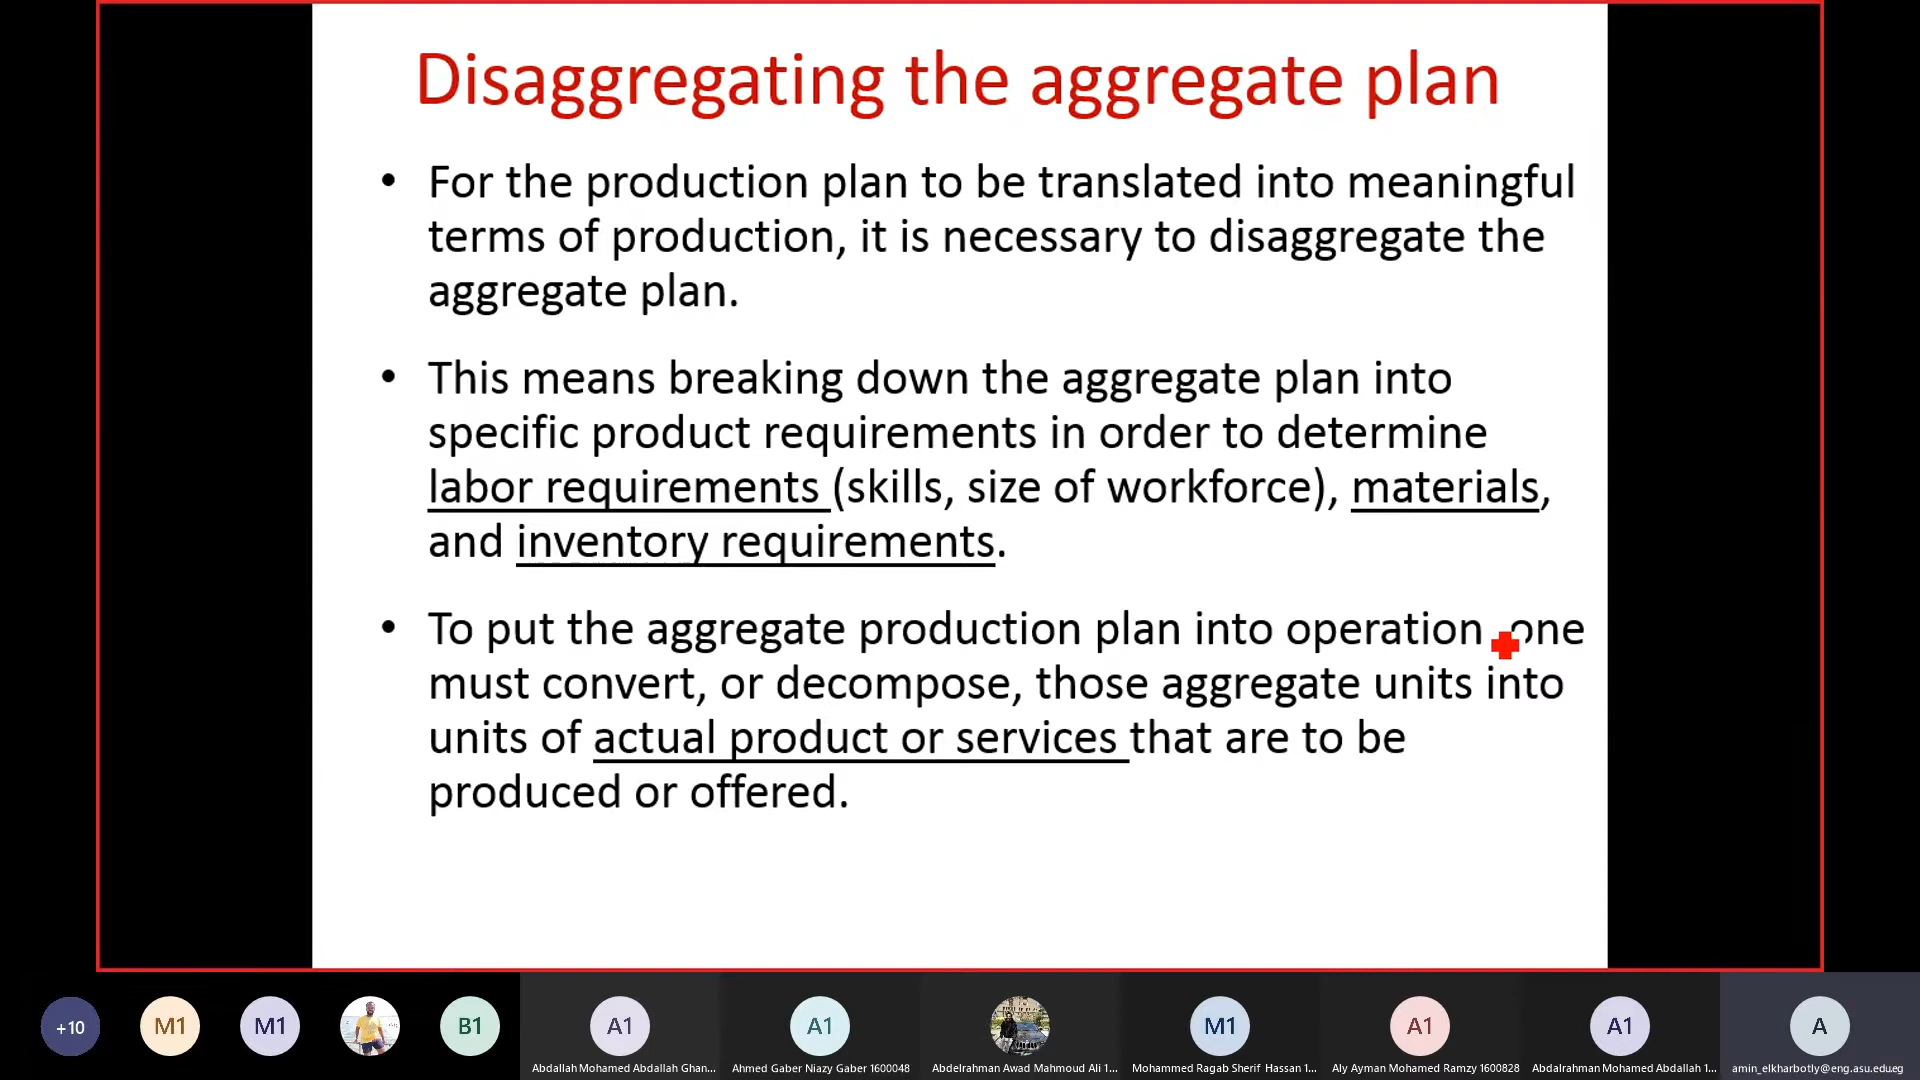 Disaggregating the aggregate plan
• For the production plan to be translated into meaningful
terms of production, it is necessary to disaggregate the
aggregate plan.
• This means breaking down the aggregate plan into
specific product requirements in order to determine
labor requirements (skills, size of workforce), materials,
and inventory requirements.
• To put the aggregate production plan into operation one
must convert, or decompose, those aggregate units into
units of actual product or services that are to be
produced or offered.
+10
M1
M1
B1
A1
A1
M1
A1
A1
A
Abdallah Mohamed Abdallah Ghan...
Ahmed Gaber Niazy Gaber 1600048
Abdelrahman Awad Mahmoud Ali 1...
Mohammed Ragab Sherif Hassan 1...
Aly Ayman Mohamed Ramzy 1600828
Abdalrahman Mohamed Abdallah 1...
amin_elkharbotly@eng.asu.edu.eg